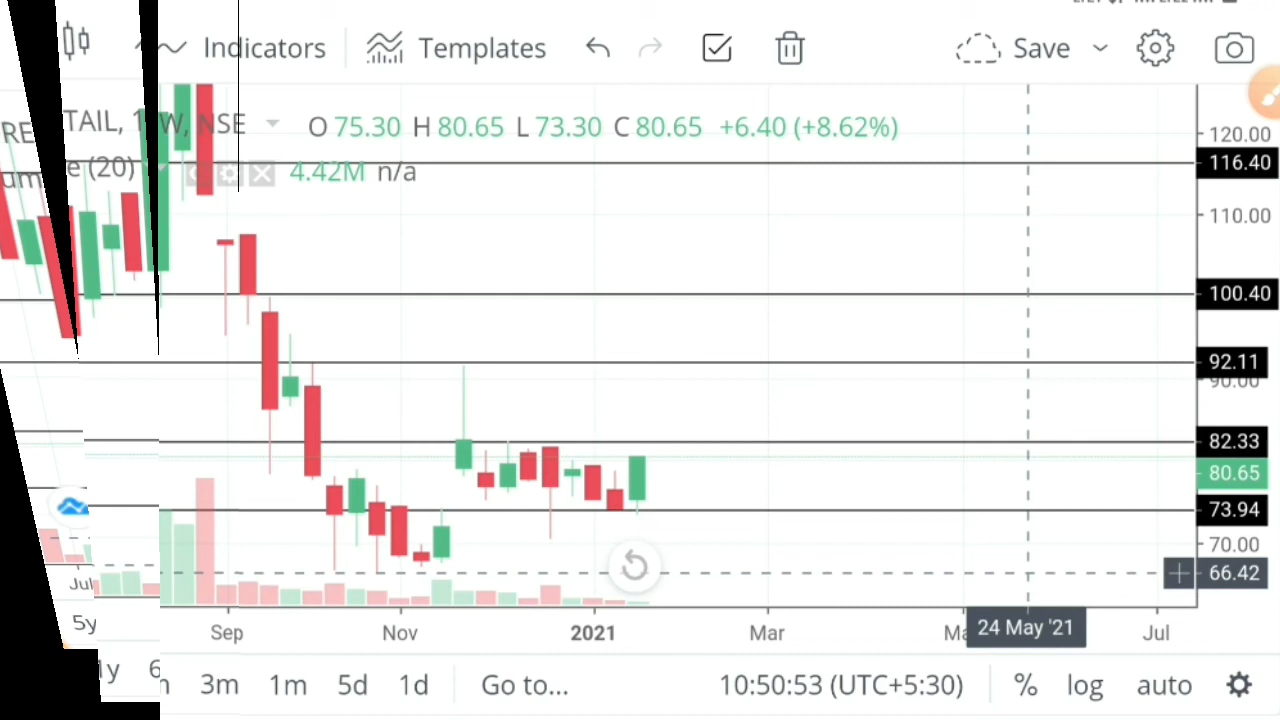 Indicators Templates Save
TAIL, 1W, NSE O 75.30 H 80.65 L 73.30 C 80.65 +6.40 (+8.62%)
e (20) 4.42M n/a
120.00
116.40
110.00
100.40
92.11
90.00
82.33
80.65
73.94
70.00
66.42
Sep Nov 2021 Mar 24 May '21 Jul
Jul
5y
1y 3m 1m 5d 1d Go to... 10:50:53 (UTC+5:30) % log auto